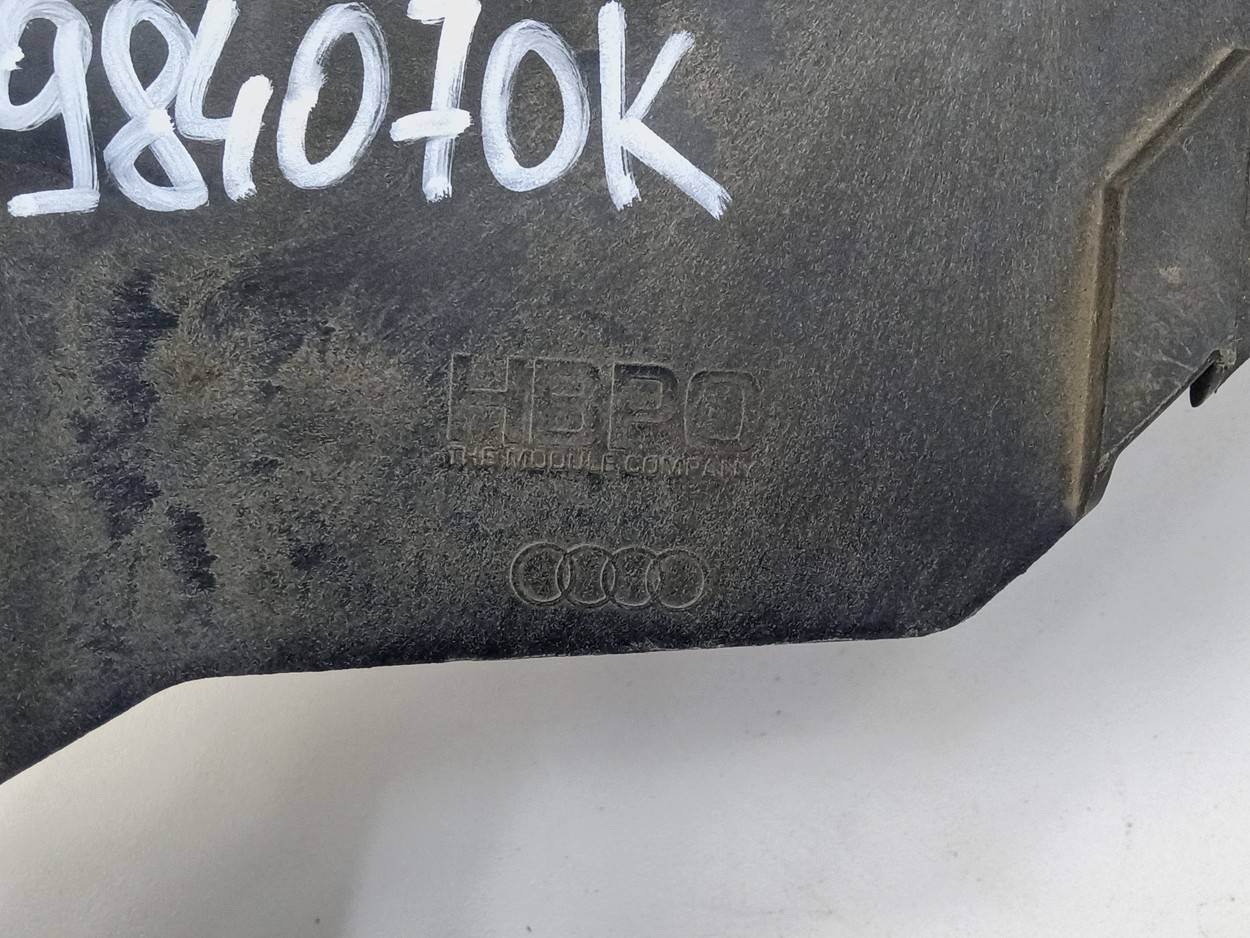 984070K
HBPO
THE MODULE COMPANY